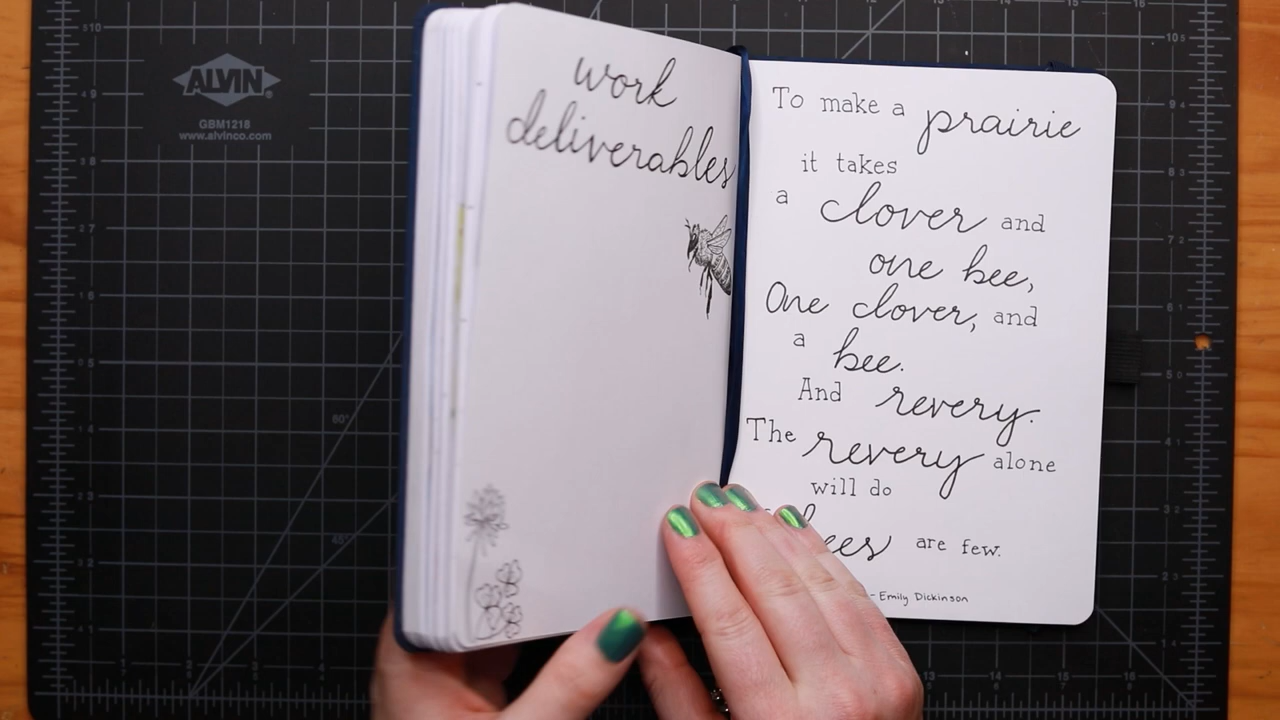 ALVIN
GBM1218
www.alvinco.com
work
deliverables
To make a prairie
it takes
a clover and
one bee,
One clover, and
a bee.
And revery.
The revery alone
will do
are few.
- Emily Dickinson